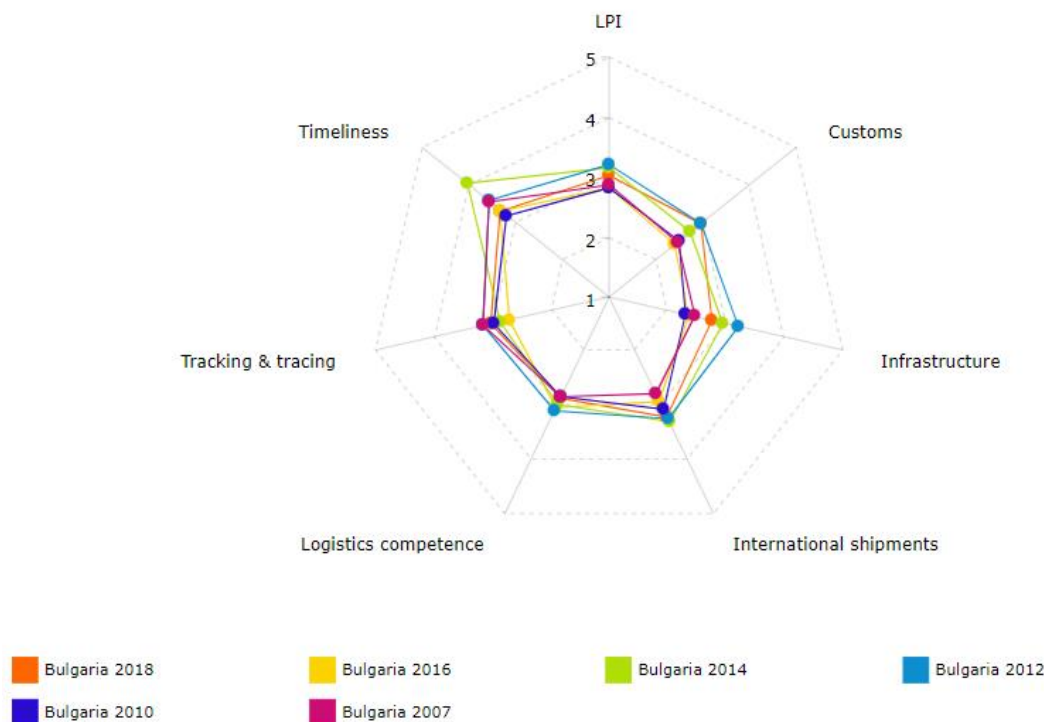 LPI
5
Timeliness
4
Customs
3
2
1
Tracking & tracing
Infrastructure
Logistics competence
International shipments
Bulgaria 2018
Bulgaria 2016
Bulgaria 2014
Bulgaria 2012
Bulgaria 2010
Bulgaria 2007